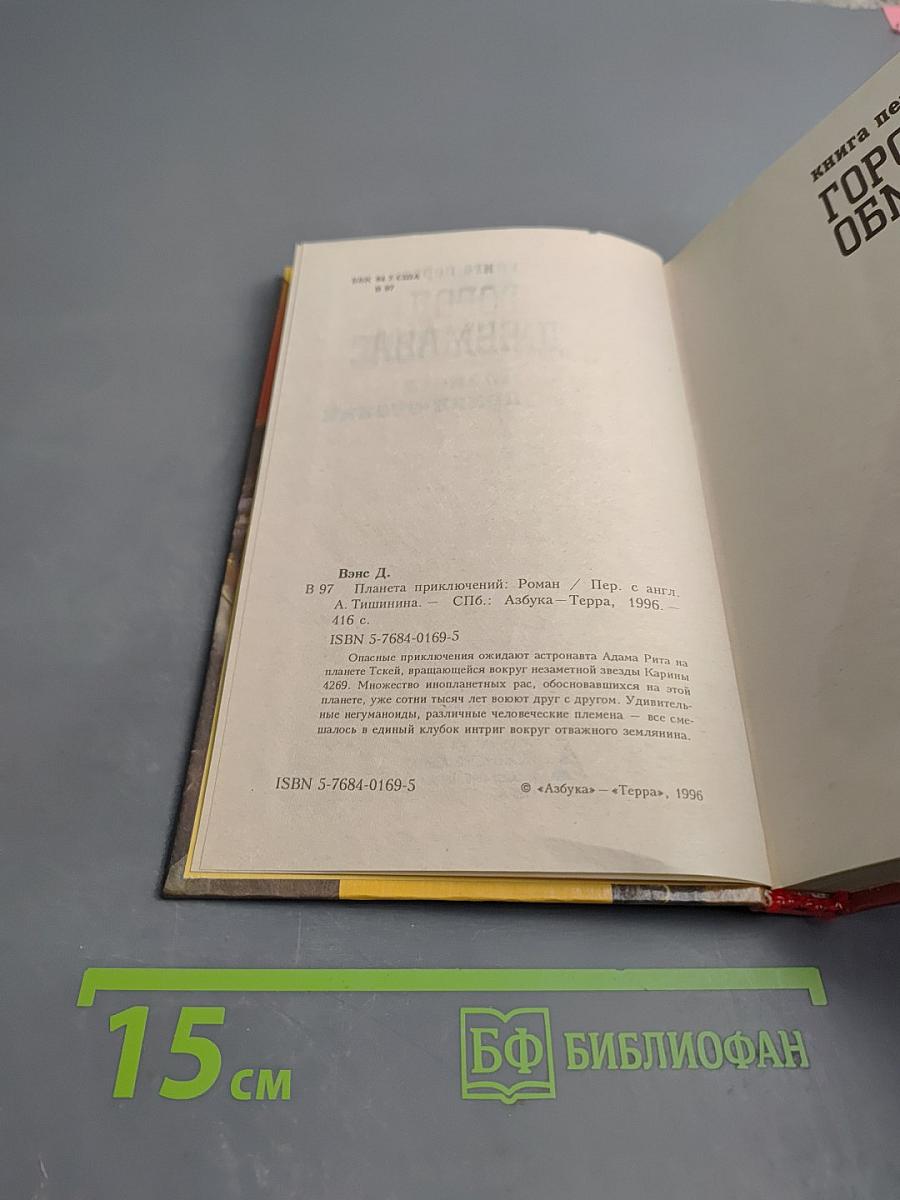 ББК 84.7 США
В 97
Вэнс Д.
В 97 Планета приключений: Роман / Пер. с англ.
А. Тишинина. — СПб.: Азбука—Терра, 1996. —
416 с.
ISBN 5-7684-0169-5
Опасные приключения ожидают астронавта Адама Рита на
планете Тскей, вращающейся вокруг незаметной звезды Карины
4269. Множество инопланетных рас, обосновавшихся на этой
планете, уже сотни тысяч лет воюют друг с другом. Удивитель-
ные негуманоиды, различные человеческие племена — все сме-
шалось в единый клубок интриг вокруг отважного землянина.
ISBN 5-7684-0169-5
© «Азбука» — «Терра», 1996
книга
15 см
БФ БИБЛИОФАН